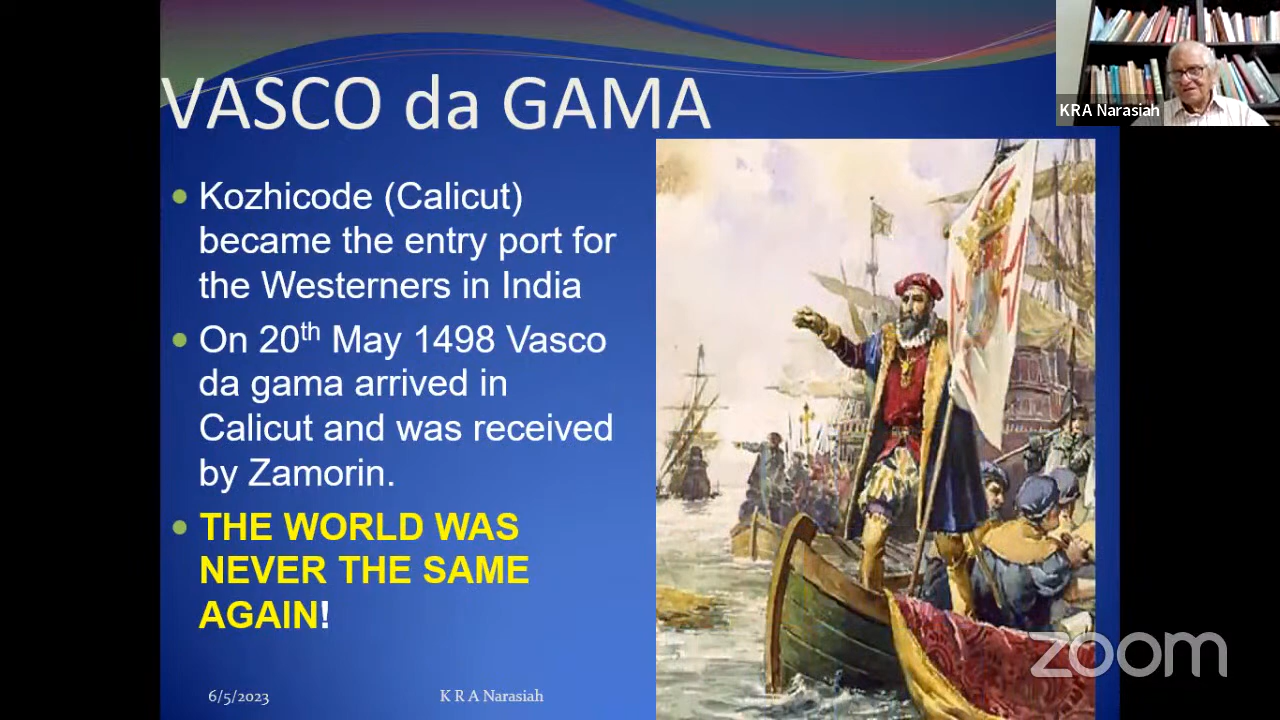 VASCO da GAMA
KRA Narasiah
• Kozhicode (Calicut)
became the entry port for
the Westerners in India
• On 20th May 1498 Vasco
da gama arrived in
Calicut and was received
by Zamorin.
• THE WORLD WAS
NEVER THE SAME
AGAIN!
zoom
6/5/2023
K R A Narasiah